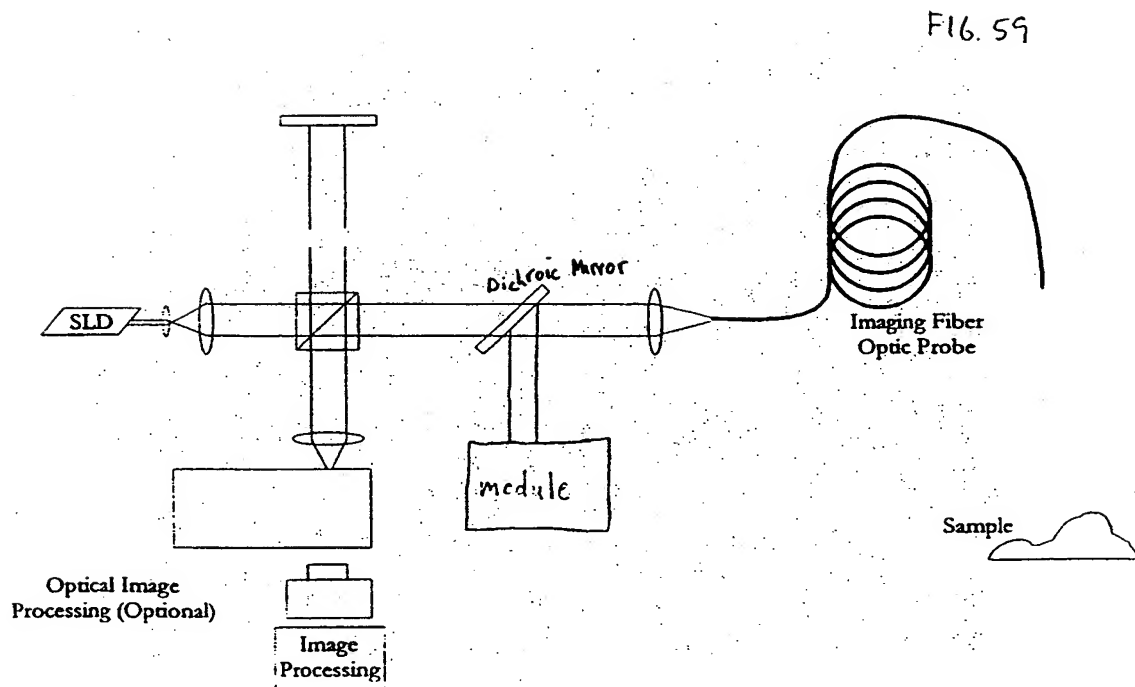 FIG. 59
Dichroic Mirror
SLD
Imaging Fiber
Optic Probe
module
Sample
Optical Image
Processing (Optional)
Image
Processing